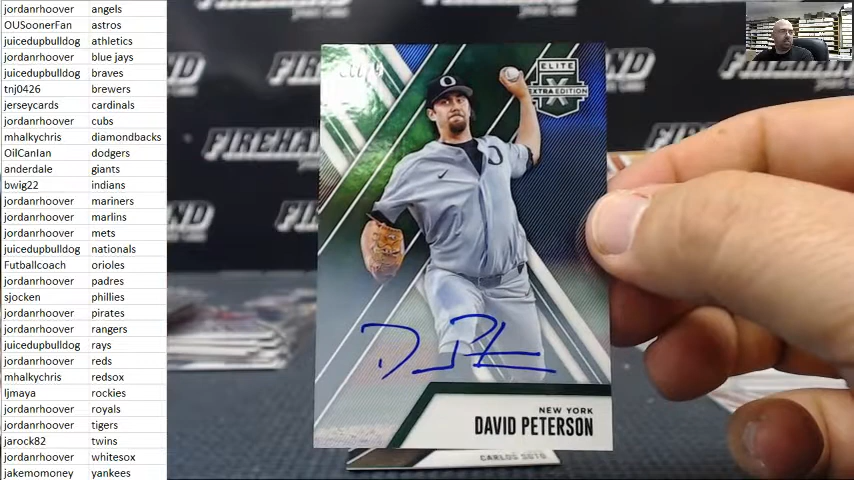 jordanrhoover angels
OUSoonerFan astros
juicedupbulldog athletics
jordanrhoover blue jays
juicedupbulldog braves
tnj0426 brewers
jerseycards cardinals
jordanrhoover cubs
mhalkychris diamondbacks
OilCanIan dodgers
anderdale giants
bwig22 indians
jordanrhoover mariners
jordanrhoover marlins
jordanrhoover mets
juicedupbulldog nationals
Futballcoach orioles
jordanrhoover padres
sjocken phillies
jordanrhoover pirates
jordanrhoover rangers
juicedupbulldog rays
jordanrhoover reds
mhalkychris redsox
ljmaya rockies
jordanrhoover royals
jordanrhoover tigers
jarock82 twins
jordanrhoover whitesox
jakemomoney yankees
FIREHAND
ELITE
EXTRA EDITION
X
O
NEW YORK
DAVID PETERSON
CARLOS SOTO